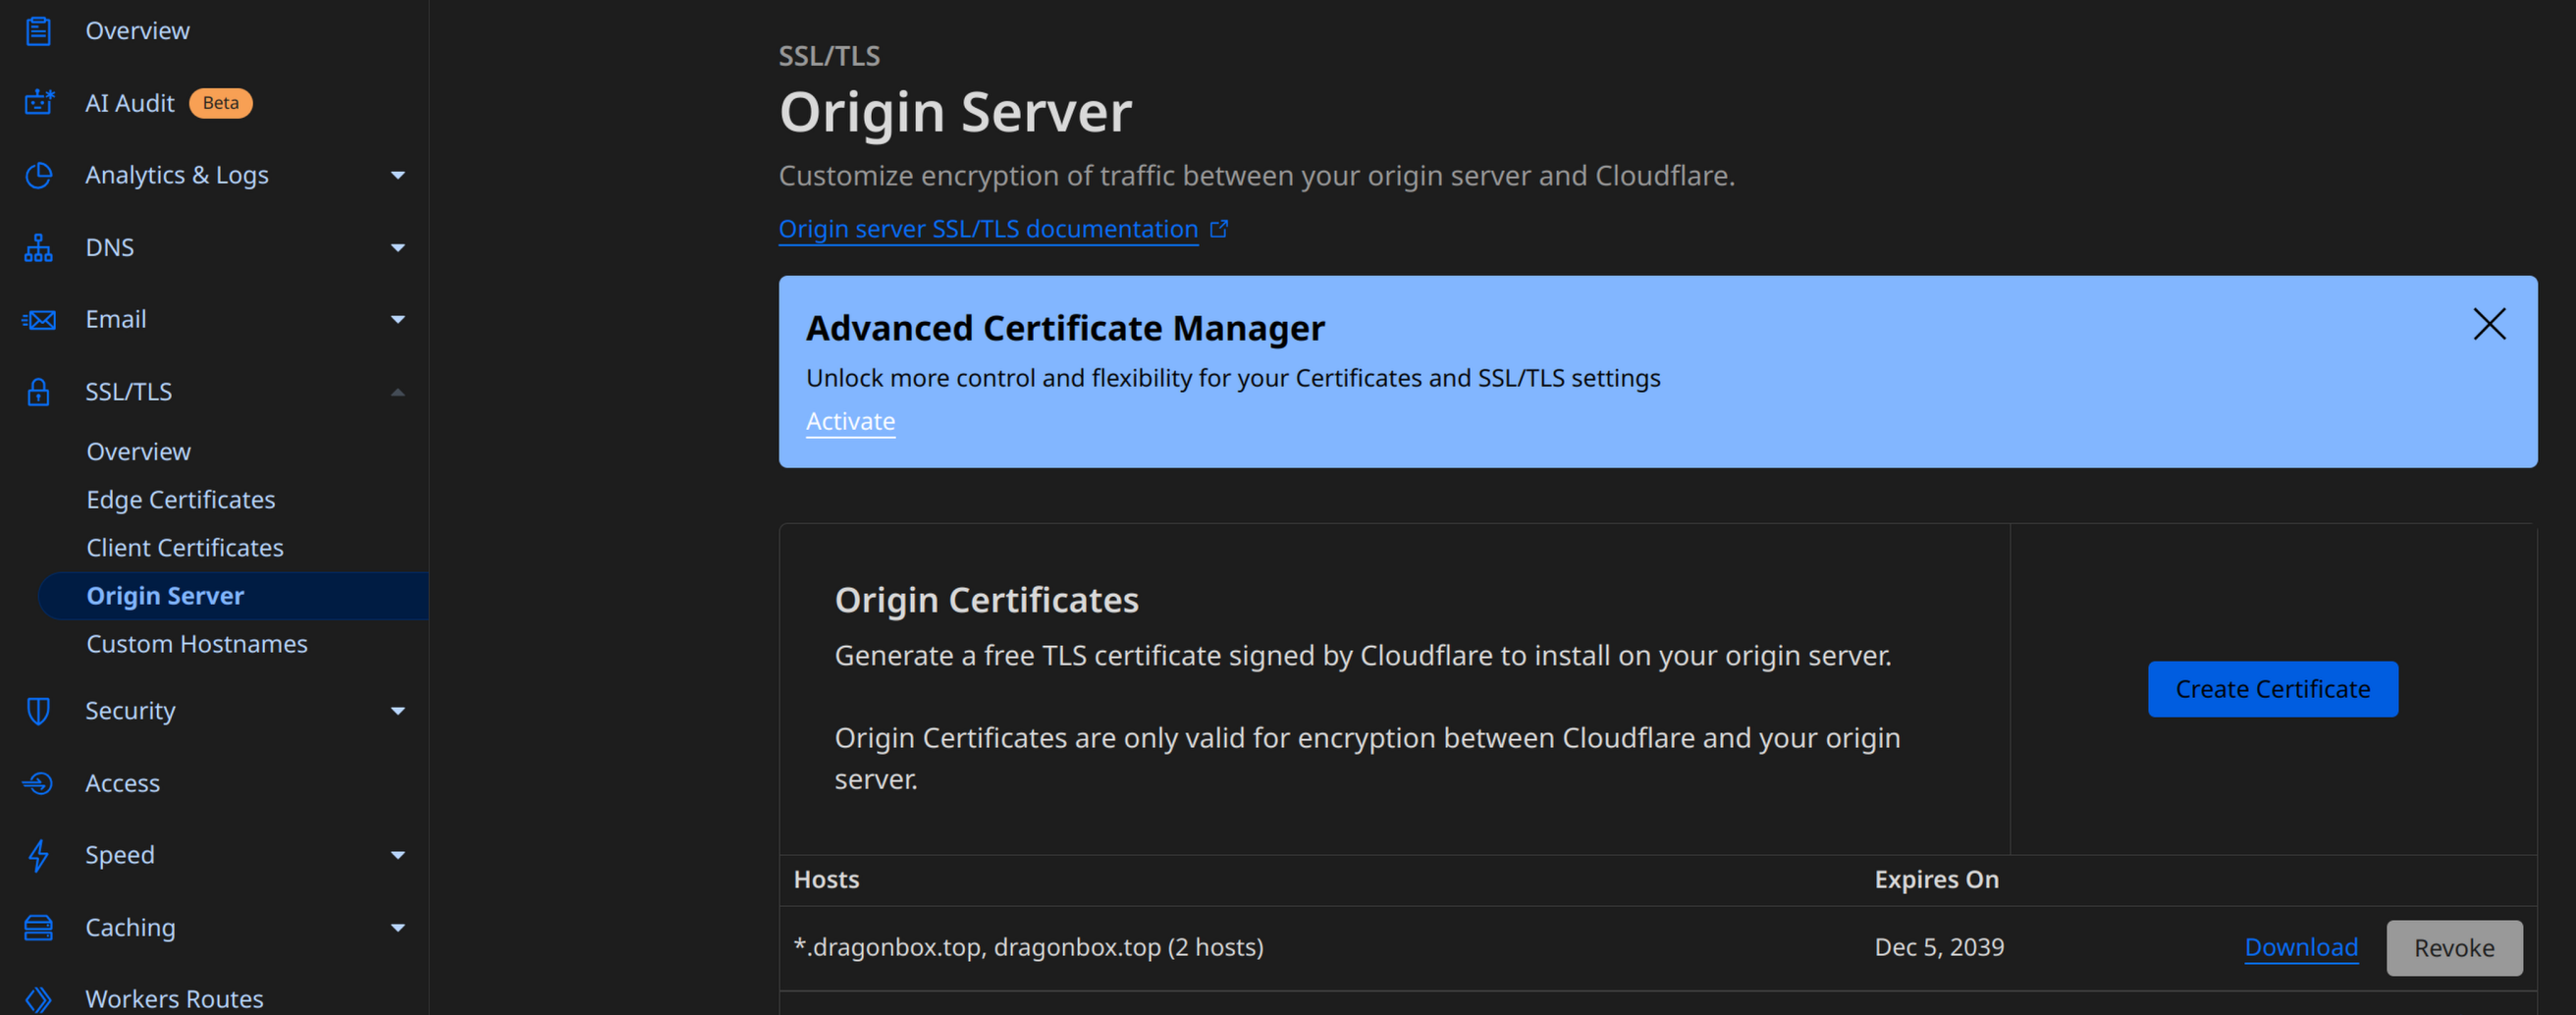 Overview
AI Audit Beta
Analytics & Logs
DNS
Email
SSL/TLS
Overview
Edge Certificates
Client Certificates
Origin Server
Custom Hostnames
Security
Access
Speed
Caching
Workers Routes
SSL/TLS
Origin Server
Customize encryption of traffic between your origin server and Cloudflare.
Origin server SSL/TLS documentation
Advanced Certificate Manager
Unlock more control and flexibility for your Certificates and SSL/TLS settings
Activate
Origin Certificates
Generate a free TLS certificate signed by Cloudflare to install on your origin server.
Origin Certificates are only valid for encryption between Cloudflare and your origin
server.
Create Certificate
Hosts Expires On
*.dragonbox.top, dragonbox.top (2 hosts) Dec 5, 2039 Download Revoke